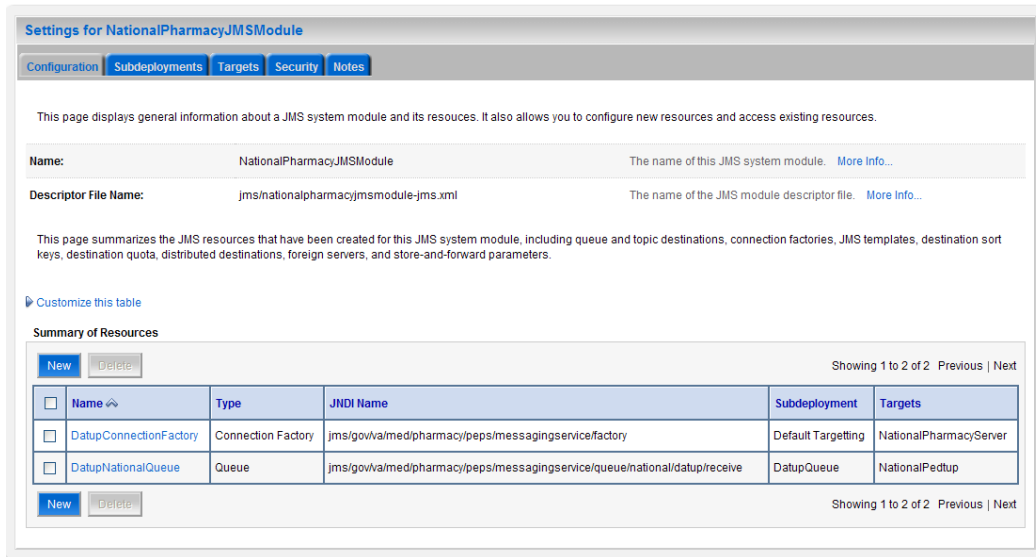 Settings for NationalPharmacyJMSModule
Configuration Subdeployments Targets Security Notes
This page displays general information about a JMS system module and its resouces. It also allows you to configure new resources and access existing resources.
Name: NationalPharmacyJMSModule The name of this JMS system module. More Info...
Descriptor File Name: jms/nationalpharmacyjmsmodule-jms.xml The name of the JMS module descriptor file. More Info...
This page summarizes the JMS resources that have been created for this JMS system module, including queue and topic destinations, connection factories, JMS templates, destination sort
keys, destination quota, distributed destinations, foreign servers, and store-and-forward parameters.
Customize this table
Summary of Resources
New Delete Showing 1 to 2 of 2 Previous | Next
Name Type JNDI Name Subdeployment Targets
DatupConnectionFactory Connection Factory jms/gov/va/med/pharmacy/peps/messagingservice/factory Default Targetting NationalPharmacyServer
DatupNationalQueue Queue jms/gov/va/med/pharmacy/peps/messagingservice/queue/national/datup/receive DatupQueue NationalPedtup
New Delete Showing 1 to 2 of 2 Previous | Next